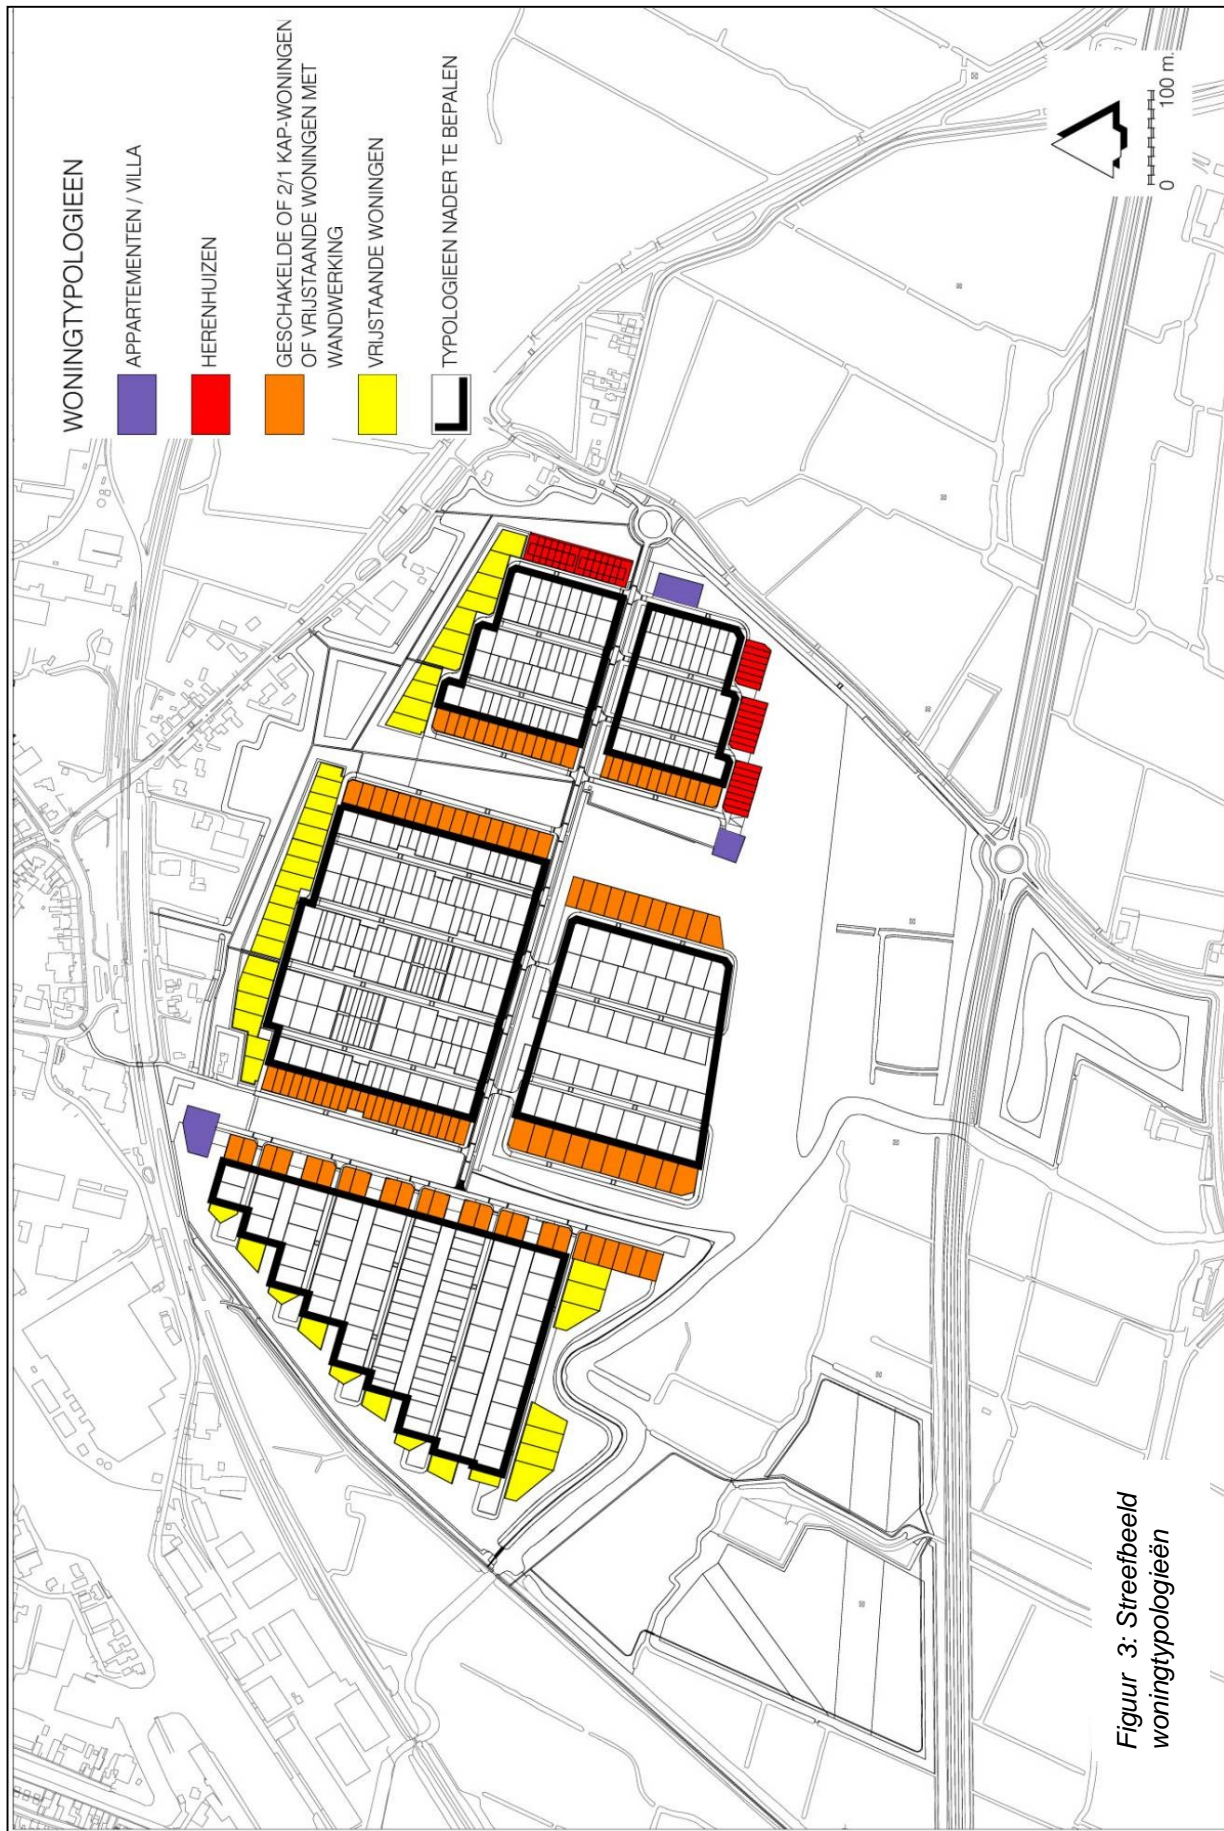 WONINGTYPOLOGIEEN
APPARTEMENTEN / VILLA
HERENHUIZEN
GESCHAKELDE OF 2/1 KAP-WONINGEN
OF VRIJSTAANDE WONINGEN MET
WANDWERKING
VRIJSTAANDE WONINGEN
TYPOLOGIEEN NADER TE BEPALEN
0 100 m.
Figuur 3: Streefbeeld
woningtypologieën